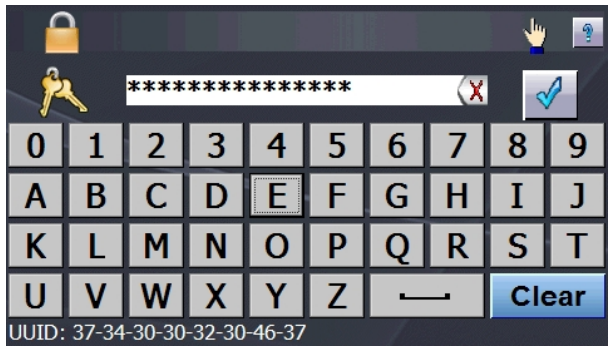 ?
*************** X
0 1 2 3 4 5 6 7 8 9
A B C D E F G H I J
K L M N O P Q R S T
U V W X Y Z Clear
UUID: 37-34-30-30-32-30-46-37